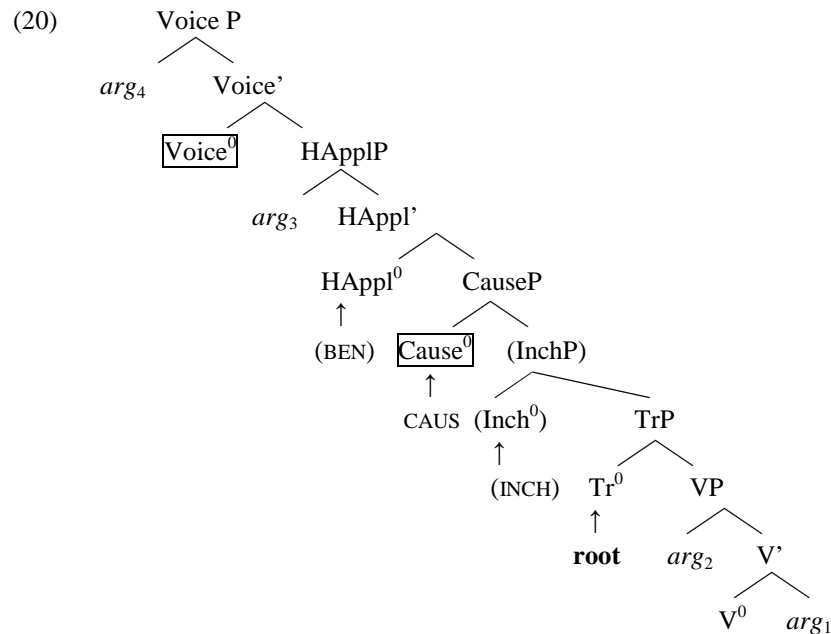 (20) Voice P
arg₄ Voice’
Voice⁰ HApplP
arg₃ HAppl’
HAppl⁰ CauseP
↑
(BEN) Cause⁰ (InchP)
↑
CAUS (Inch⁰) TrP
↑
(INCH) Tr⁰ VP
↑
root arg₂ V’
V⁰ arg₁